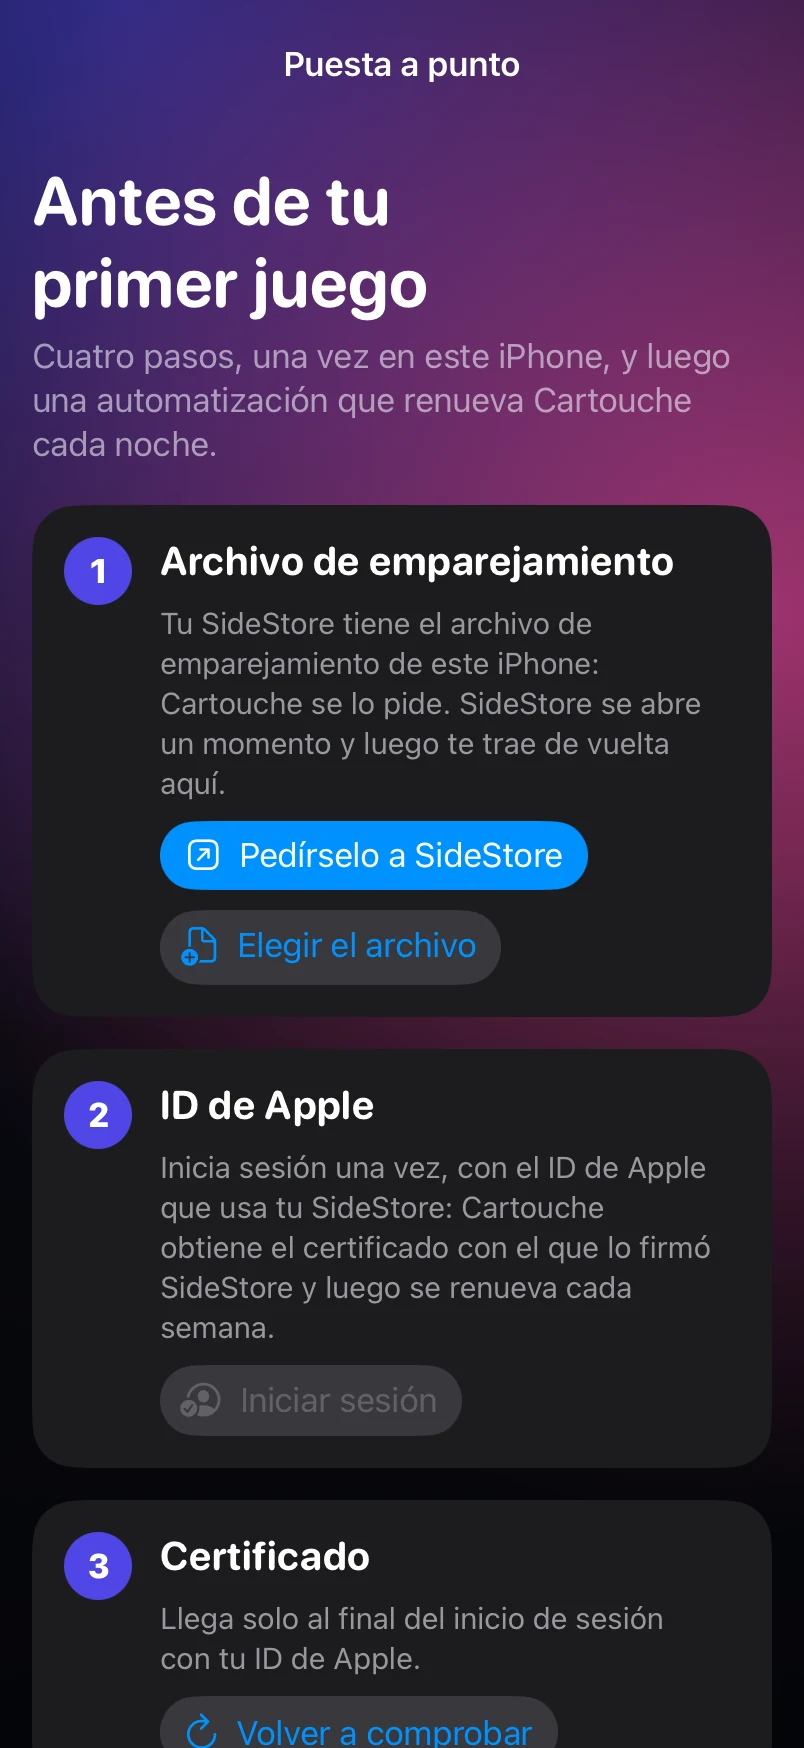 Puesta a punto
Antes de tu
primer juego
Cuatro pasos, una vez en este iPhone, y luego
una automatización que renueva Cartouche
cada noche.
1
Archivo de emparejamiento
Tu SideStore tiene el archivo de
emparejamiento de este iPhone:
Cartouche se lo pide. SideStore se abre
un momento y luego te trae de vuelta
aquí.
Pedírselo a SideStore
Elegir el archivo
2
ID de Apple
Inicia sesión una vez, con el ID de Apple
que usa tu SideStore: Cartouche
obtiene el certificado con el que lo firmó
SideStore y luego se renueva cada
semana.
Iniciar sesión
3
Certificado
Llega solo al final del inicio de sesión
con tu ID de Apple.
Volver a comprobar